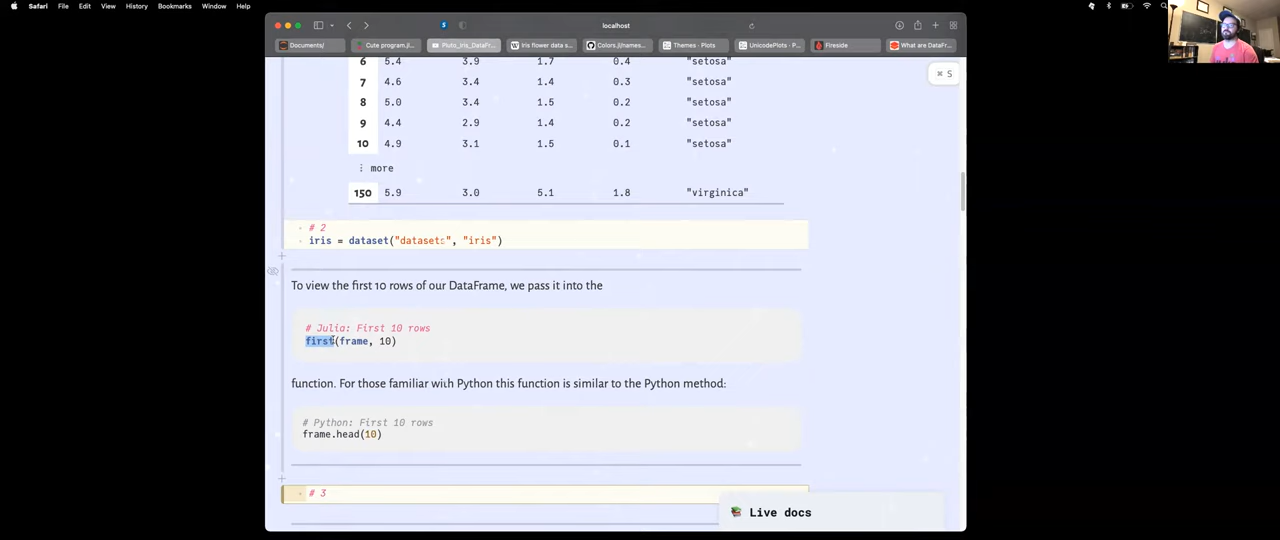 Safari File Edit View History Bookmarks Window Help
localhost
Documents/ Cute program.jl... Pluto_Iris_DataFr... Iris flower data s... Colors.jl/names... Themes · Plots UnicodePlots · P... Fireside What are DataFr...
⌘ S
6 5.4 3.9 1.7 0.4 "setosa"
7 4.6 3.4 1.4 0.3 "setosa"
8 5.0 3.4 1.5 0.2 "setosa"
9 4.4 2.9 1.4 0.2 "setosa"
10 4.9 3.1 1.5 0.1 "setosa"
⋮ more
150 5.9 3.0 5.1 1.8 "virginica"
# 2
iris = dataset("datasets", "iris")
To view the first 10 rows of our DataFrame, we pass it into the
# Julia: First 10 rows
first(frame, 10)
function. For those familiar with Python this function is similar to the Python method:
# Python: First 10 rows
frame.head(10)
# 3
Live docs